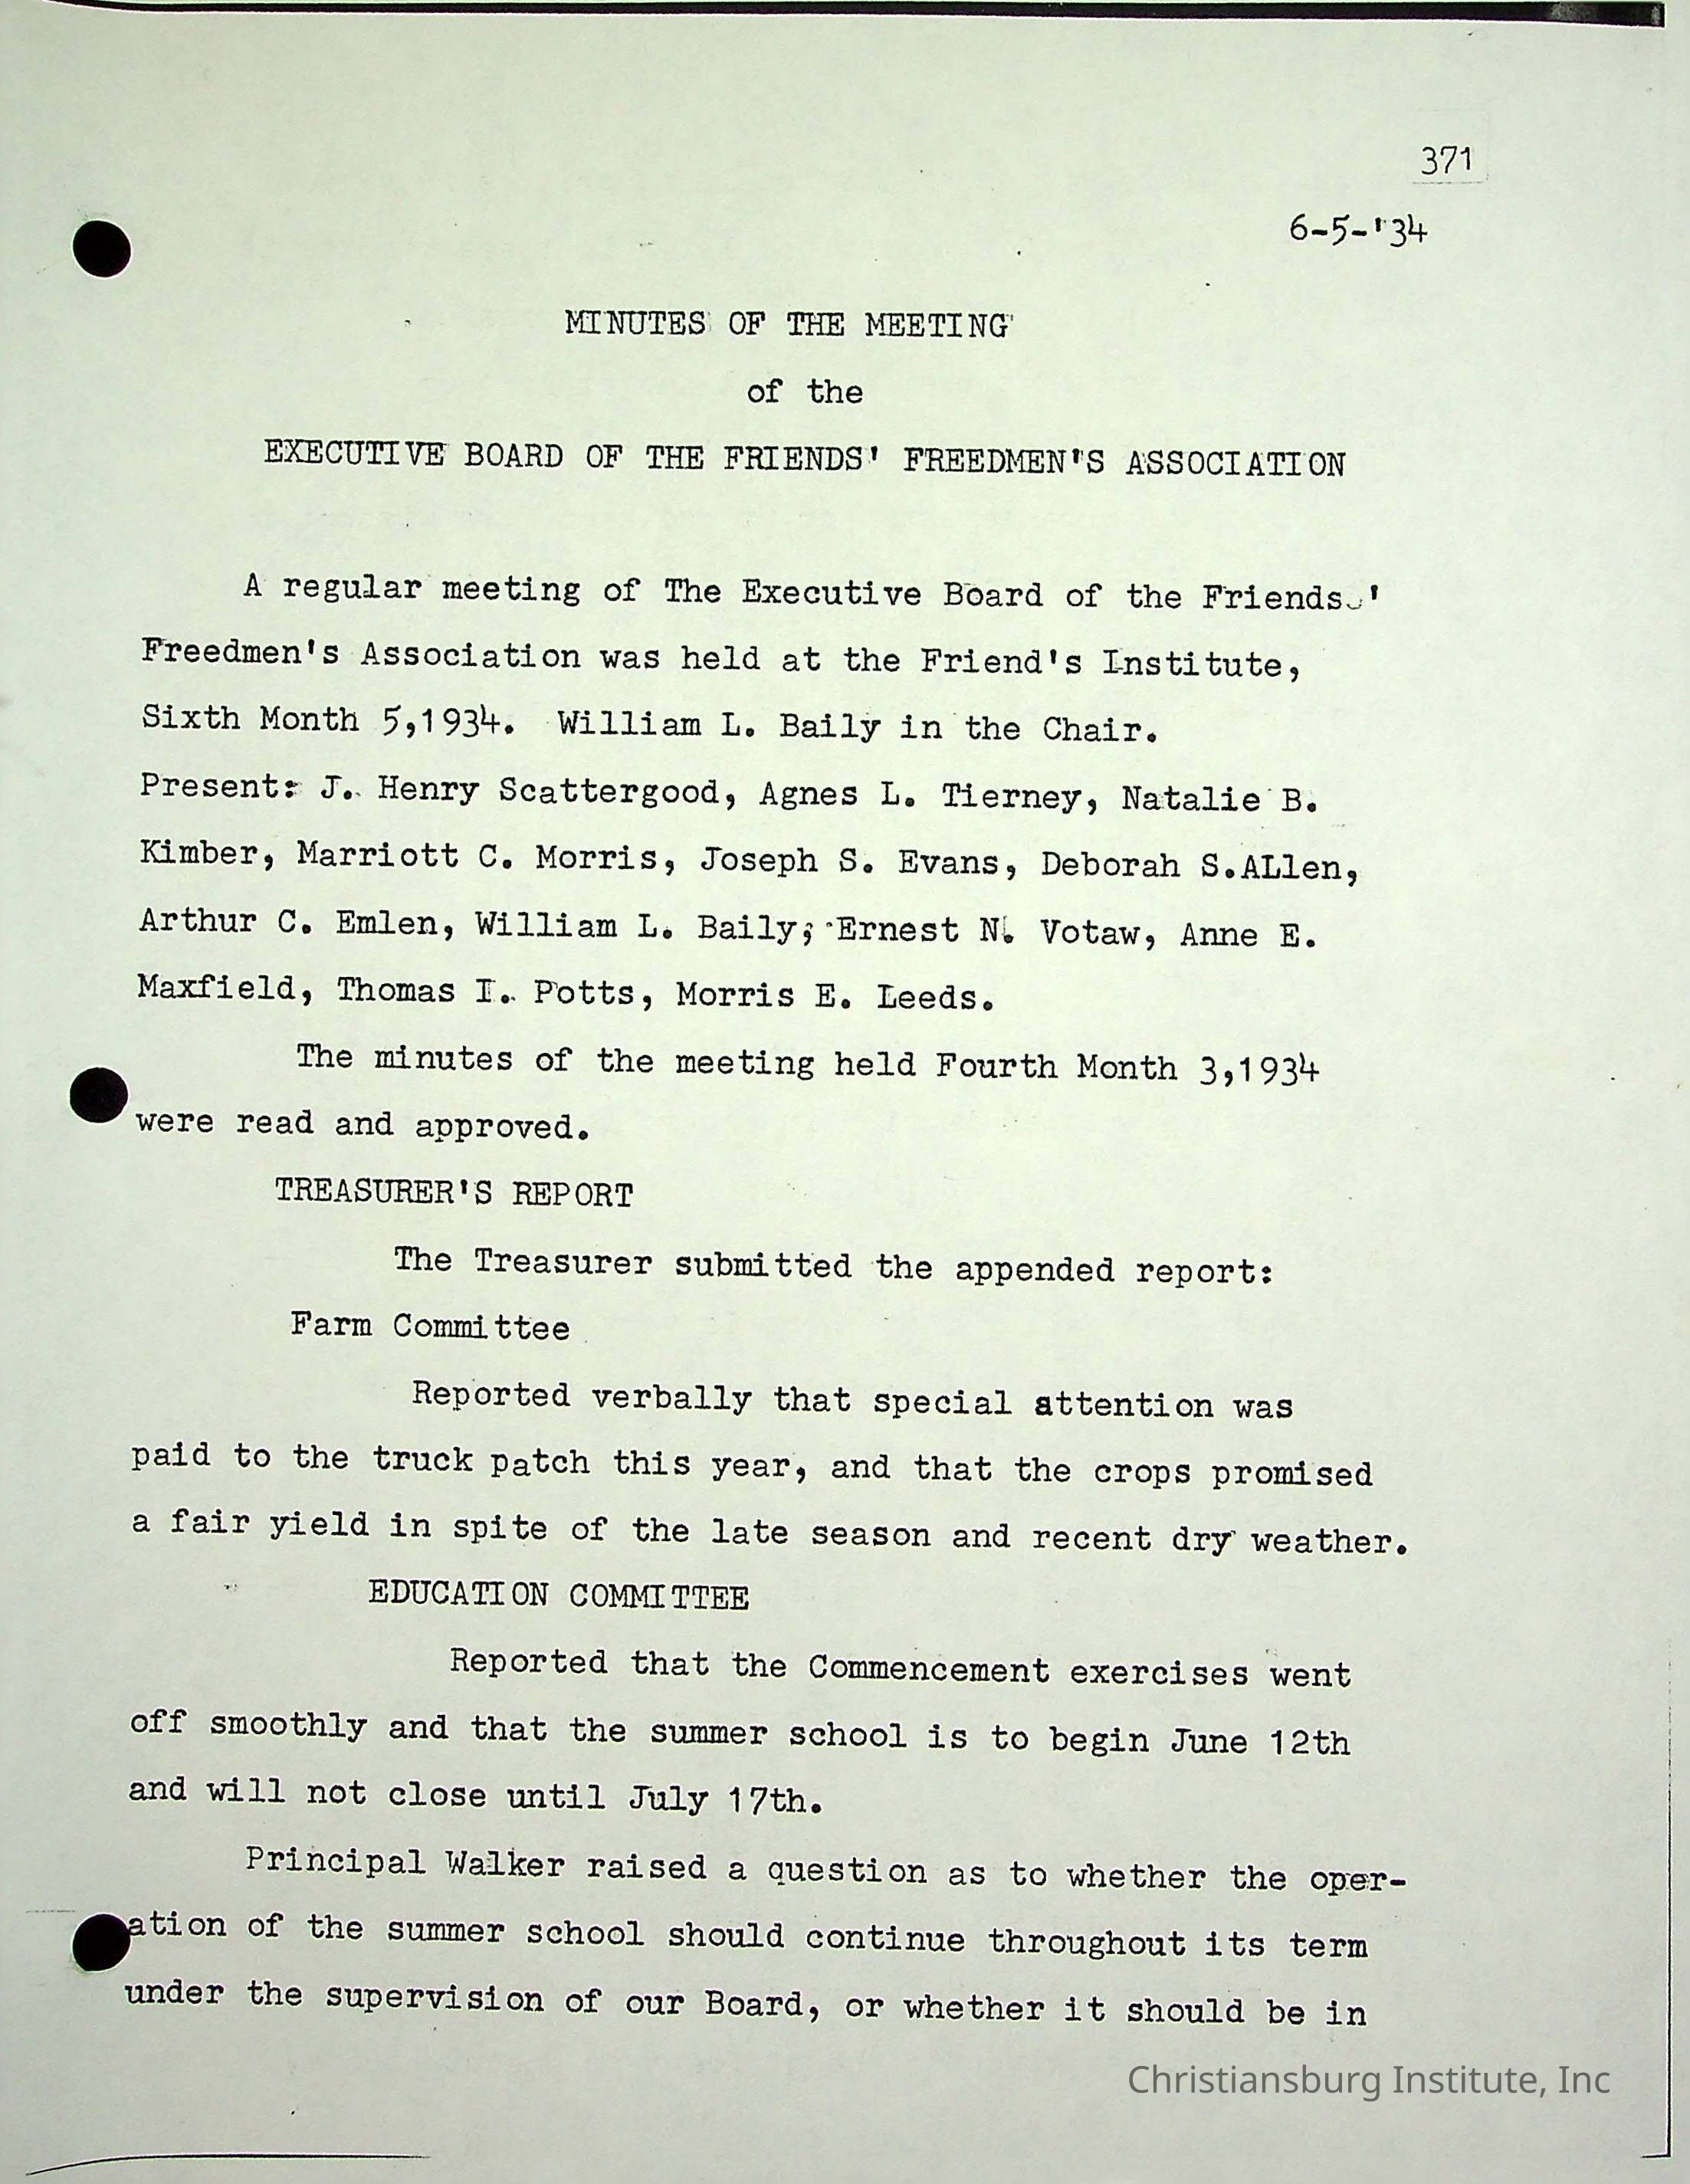 371
6-5-'34
MINUTES OF THE MEETING
of the
EXECUTIVE BOARD OF THE FRIENDS' FREEDMEN'S ASSOCIATION
A regular meeting of The Executive Board of the Friends.'
Freedmen's Association was held at the Friend's Institute,
Sixth Month 5,1934. William L. Baily in the Chair.
Present: J. Henry Scattergood, Agnes L. Tierney, Natalie B.
Kimber, Marriott C. Morris, Joseph S. Evans, Deborah S.ALlen,
Arthur C. Emlen, William L. Baily, Ernest N. Votaw, Anne E.
Maxfield, Thomas I. Potts, Morris E. Leeds.
The minutes of the meeting held Fourth Month 3,1934
were read and approved.
TREASURER'S REPORT
The Treasurer submitted the appended report:
Farm Committee
Reported verbally that special attention was
paid to the truck patch this year, and that the crops promised
a fair yield in spite of the late season and recent dry weather.
EDUCATION COMMITTEE
Reported that the Commencement exercises went
off smoothly and that the summer school is to begin June 12th
and will not close until July 17th.
Principal Walker raised a question as to whether the oper-
ation of the summer school should continue throughout its term
under the supervision of our Board, or whether it should be in
Christiansburg Institute, Inc